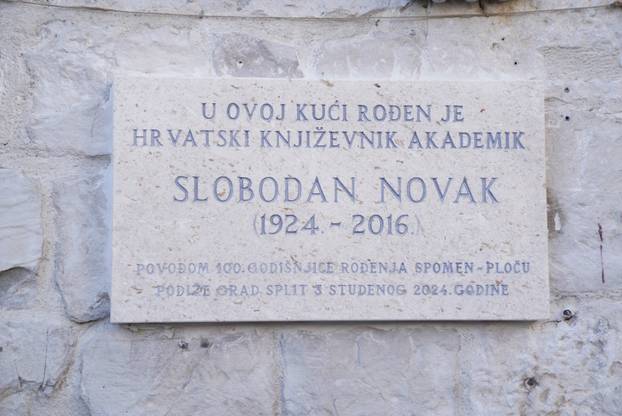 U OVOJ KUĆI ROĐEN JE
HRVATSKI KNJIŽEVNIK AKADEMIK
SLOBODAN NOVAK
(1924. - 2016.)
POVODOM 100. GODIŠNJICE ROĐENJA SPOMEN-PLOČU
PODIŽE GRAD SPLIT 3 STUDENOG 2024. GODINE